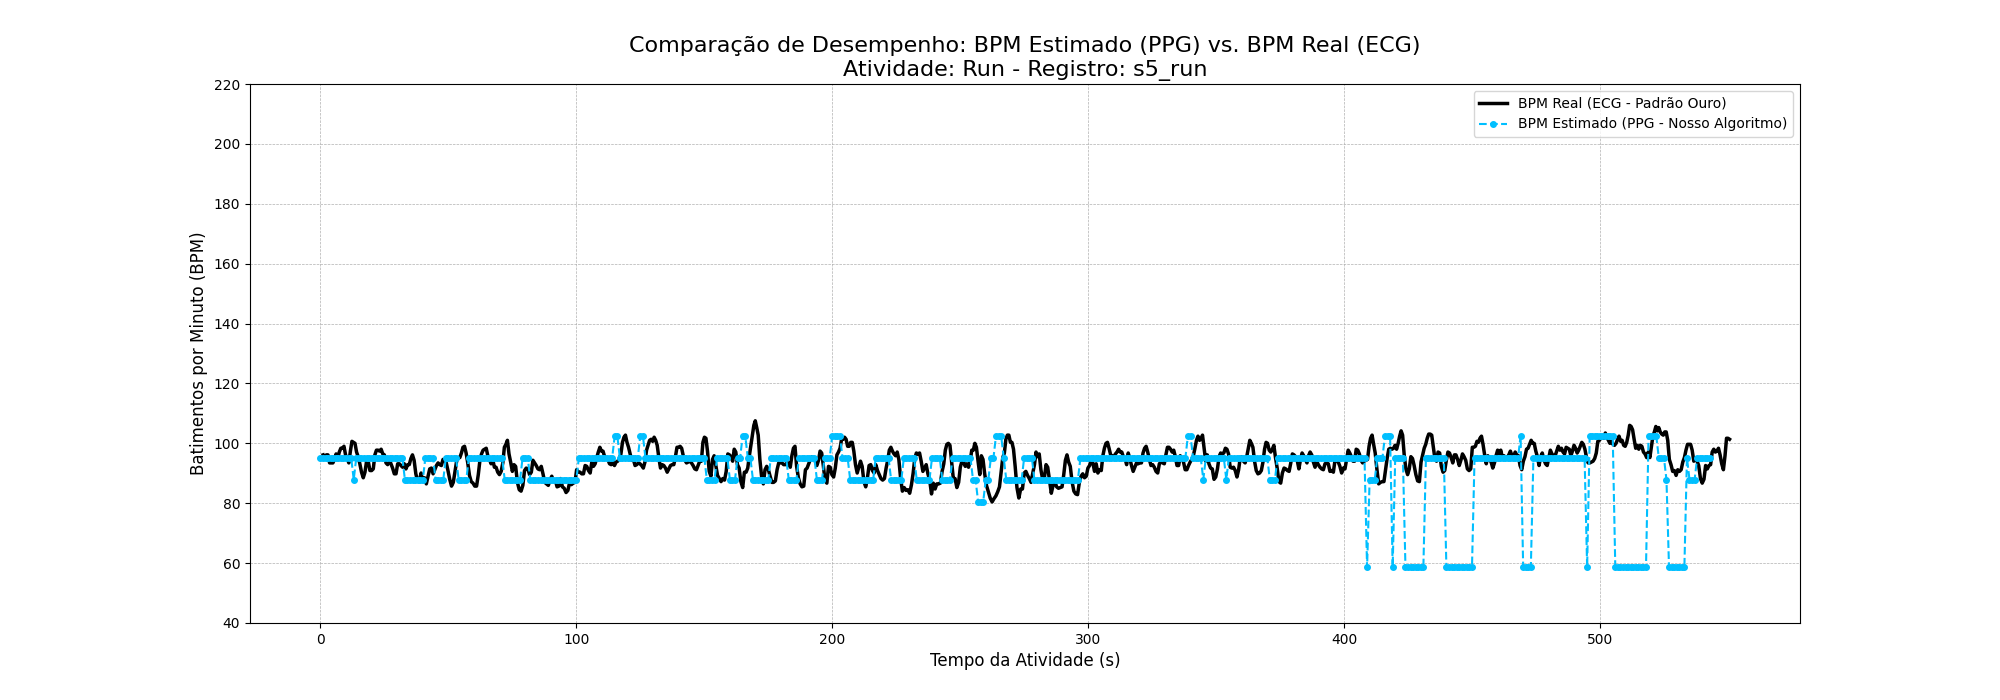 Comparação de Desempenho: BPM Estimado (PPG) vs. BPM Real (ECG)
Atividade: Run - Registro: s5_run
BPM Real (ECG - Padrão Ouro)
BPM Estimado (PPG - Nosso Algoritmo)
Batimentos por Minuto (BPM)
220
200
180
160
140
120
100
80
60
40
0
100
200
300
400
500
Tempo da Atividade (s)